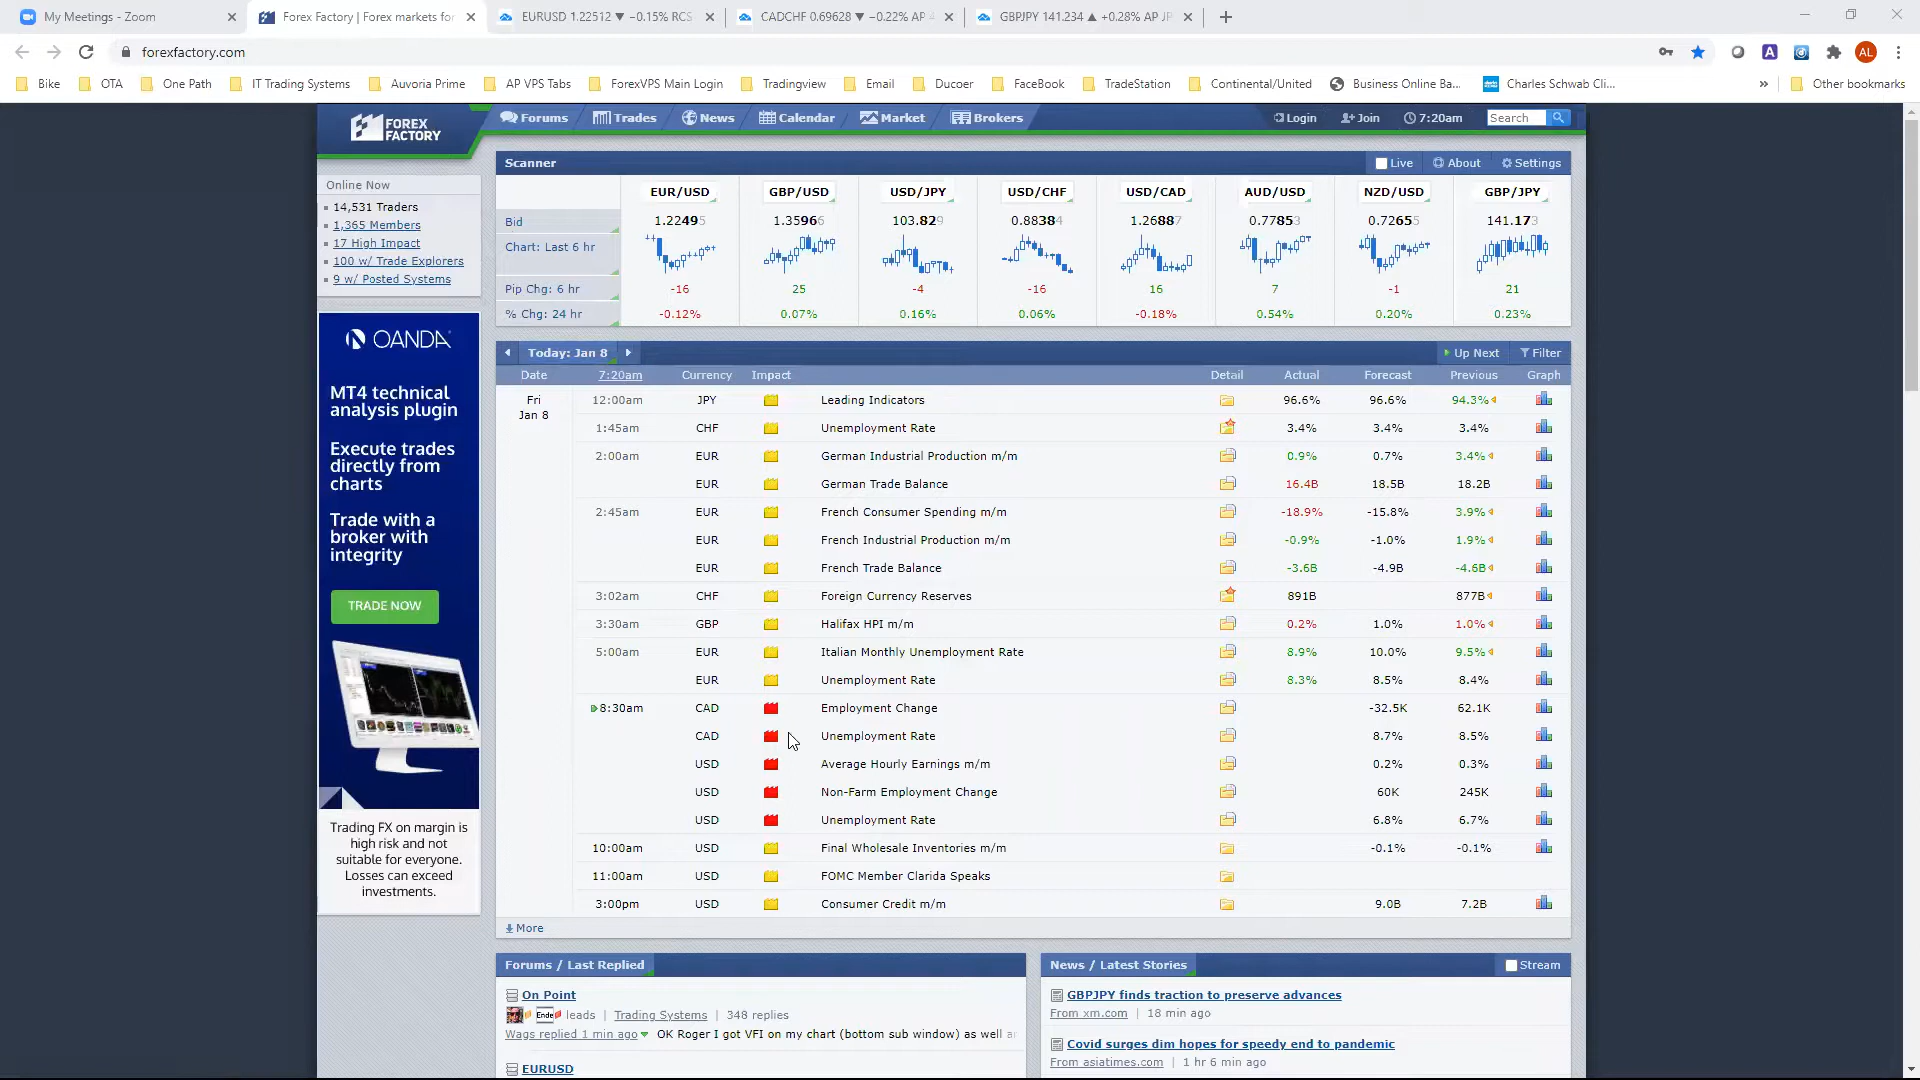 My Meetings - Zoom
Forex Factory | Forex markets for
EURUSD 1.22512 ▼ −0.15% RCS
CADCHF 0.69628 ▼ −0.22% AP
GBPJPY 141.234 ▲ +0.28% AP JP
forexfactory.com
AL
Bike OTA One Path IT Trading Systems Auvoria Prime AP VPS Tabs ForexVPS Main Login Tradingview Email Ducoer FaceBook TradeStation Continental/United Business Online Ba... Charles Schwab Cli... » Other bookmarks
FOREX
FACTORY
Forums Trades News Calendar Market Brokers Login Join 7:20am Search
Online Now
14,531 Traders
1,365 Members
17 High Impact
100 w/ Trade Explorers
9 w/ Posted Systems
OANDA
MT4 technical
analysis plugin
Execute trades
directly from
charts
Trade with a
broker with
integrity
TRADE NOW
Trading FX on margin is
high risk and not
suitable for everyone.
Losses can exceed
investments.
Scanner Live About Settings
EUR/USD GBP/USD USD/JPY USD/CHF USD/CAD AUD/USD NZD/USD GBP/JPY
Bid 1.22495 1.35966 103.829 0.88384 1.26887 0.77853 0.72655 141.173
Chart: Last 6 hr
Pip Chg: 6 hr -16 25 -4 -16 16 7 -1 21
% Chg: 24 hr -0.12% 0.07% 0.16% 0.06% -0.18% 0.54% 0.20% 0.23%
Today: Jan 8 Up Next Filter
Date 7:20am Currency Impact Detail Actual Forecast Previous Graph
Fri
Jan 8
12:00am JPY Leading Indicators 96.6% 96.6% 94.3%
1:45am CHF Unemployment Rate 3.4% 3.4% 3.4%
2:00am EUR German Industrial Production m/m 0.9% 0.7% 3.4%
EUR German Trade Balance 16.4B 18.5B 18.2B
2:45am EUR French Consumer Spending m/m -18.9% -15.8% 3.9%
EUR French Industrial Production m/m -0.9% -1.0% 1.9%
EUR French Trade Balance -3.6B -4.9B -4.6B
3:02am CHF Foreign Currency Reserves 891B 877B
3:30am GBP Halifax HPI m/m 0.2% 1.0% 1.0%
5:00am EUR Italian Monthly Unemployment Rate 8.9% 10.0% 9.5%
EUR Unemployment Rate 8.3% 8.5% 8.4%
8:30am CAD Employment Change -32.5K 62.1K
CAD Unemployment Rate 8.7% 8.5%
USD Average Hourly Earnings m/m 0.2% 0.3%
USD Non-Farm Employment Change 60K 245K
USD Unemployment Rate 6.8% 6.7%
10:00am USD Final Wholesale Inventories m/m -0.1% -0.1%
11:00am USD FOMC Member Clarida Speaks
3:00pm USD Consumer Credit m/m 9.0B 7.2B
More
Forums / Last Replied
On Point
Ende leads | Trading Systems | 348 replies
Wags replied 1 min ago OK Roger I got VFI on my chart (bottom sub window) as well
EURUSD
News / Latest Stories Stream
GBPJPY finds traction to preserve advances
From xm.com | 18 min ago
Covid surges dim hopes for speedy end to pandemic
From asiatimes.com | 1 hr 6 min ago